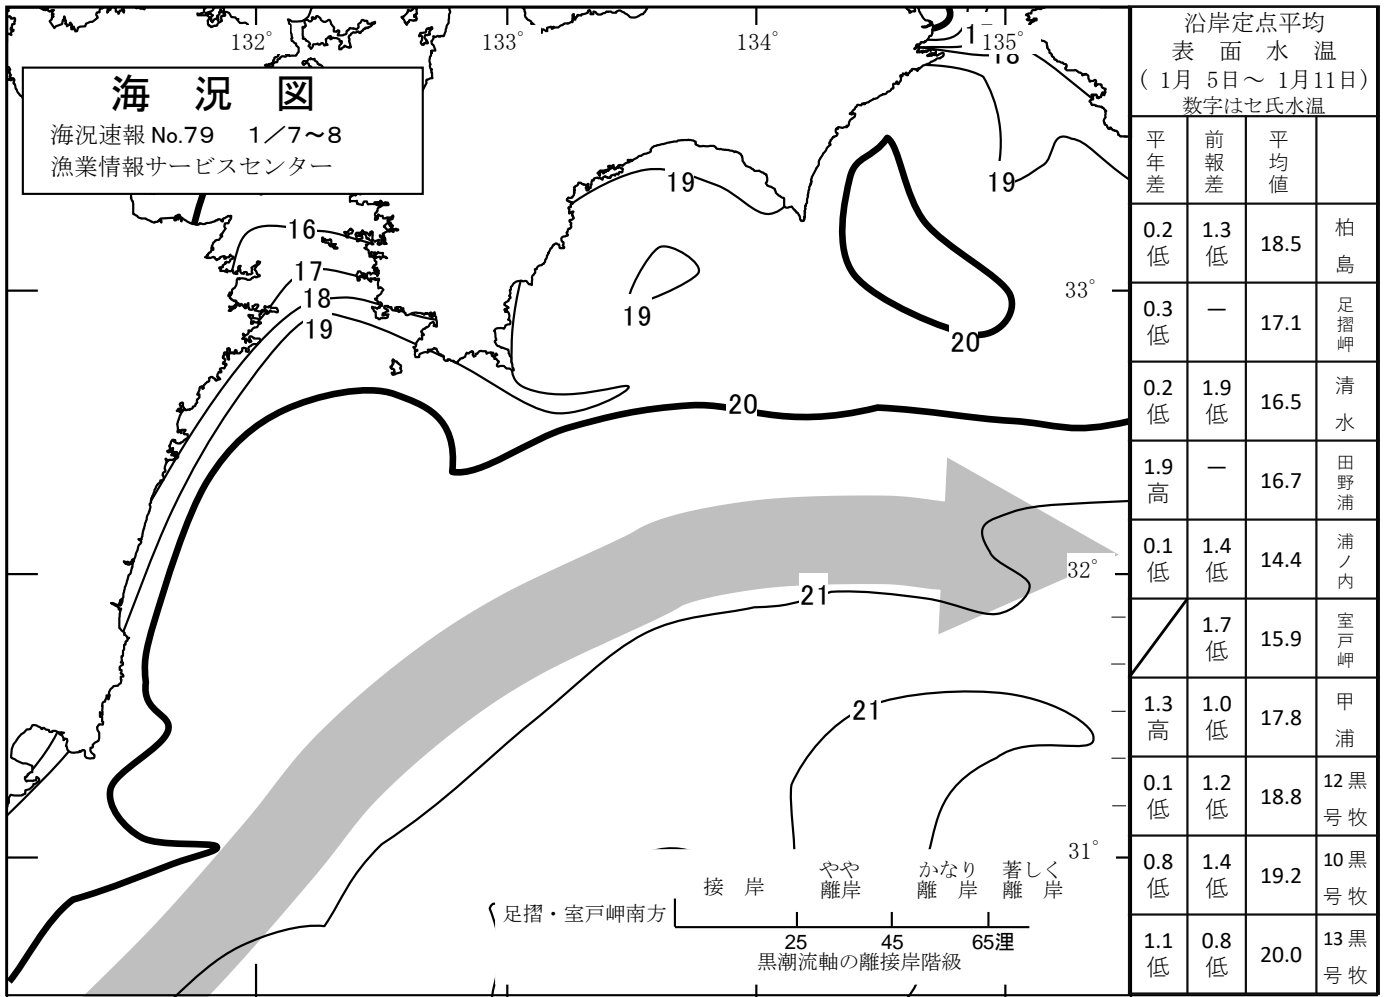 海 況 図
海況速報 No.79 1／7～8
漁業情報サービスセンター
132°
133°
134°
135°
18
16
17
18
19
19
19
19
20
20
21
21
33°
32°
31°
接 岸
やや
離岸
かなり
離 岸
著しく
離 岸
足摺・室戸岬南方
25 45 65浬
黒潮流軸の離接岸階級
沿岸定点平均
表 面 水 温
( 1月 5日～ 1月11日)
数字はセ氏水温
平年差 前報差 平均値
0.2低 1.3低 18.5 柏島
0.3低 － 17.1 足摺岬
0.2低 1.9低 16.5 清水
1.9高 － 16.7 田野浦
0.1低 1.4低 14.4 浦ノ内
1.7低 15.9 室戸岬
1.3高 1.0低 17.8 甲浦
0.1低 1.2低 18.8 黒牧12号
0.8低 1.4低 19.2 黒牧10号
1.1低 0.8低 20.0 黒牧13号